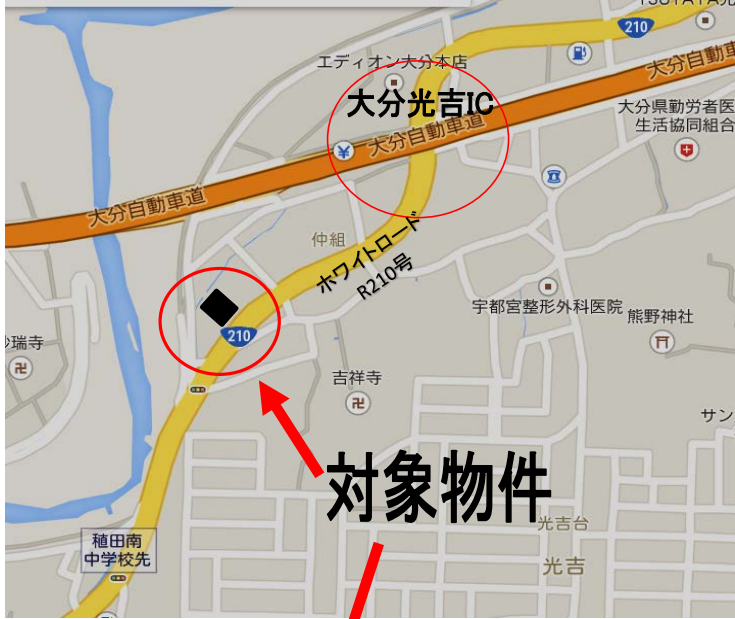 210
エディオン大分本店
大分自動車
大分光吉IC
大分自動車道
大分県勤労者医
生活協同組合
大分自動車道
仲組
ホワイトロード
R210号
宇都宮整形外科医院
熊野神社
210
瑞寺
吉祥寺
サン
対象物件
光吉台
稙田南
中学校先
光吉